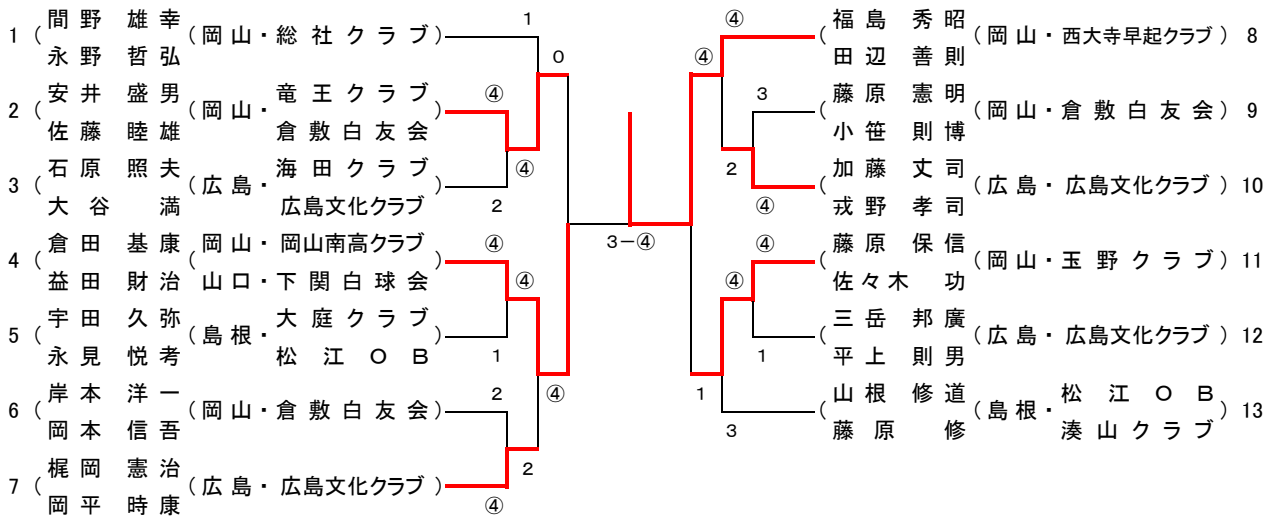 1 (間野 雄幸 永野 哲弘)(岡山・総社クラブ) 1
0
2 (安井 盛男 佐藤 睦雄)(岡山・竜王クラブ 倉敷白友会) ④
④
3 (石原 照夫 大谷 満)(広島・海田クラブ 広島文化クラブ) 2
4 (倉田 基康 益田 財治)(岡山・岡山南高クラブ 山口・下関白球会) ④
④
5 (宇田 久弥 永見 悦考)(島根・大庭クラブ 松江OB) 1
④
6 (岸本 洋一 岡本 信吾)(岡山・倉敷白友会) 2
2
7 (梶岡 憲治 岡平 時康)(広島・広島文化クラブ) ④
3-④
④ (福島 秀昭 田辺 善則)(岡山・西大寺早起クラブ) 8
④
3 (藤原 憲明 小笹 則博)(岡山・倉敷白友会) 9
2
④ (加藤 丈司 戎野 孝司)(広島・広島文化クラブ) 10
④ (藤原 保信 佐々木 功)(岡山・玉野クラブ) 11
④
1 (三岳 邦廣 平上 則男)(広島・広島文化クラブ) 12
1
3 (山根 修道 藤原 修)(島根・松江OB 湊山クラブ) 13